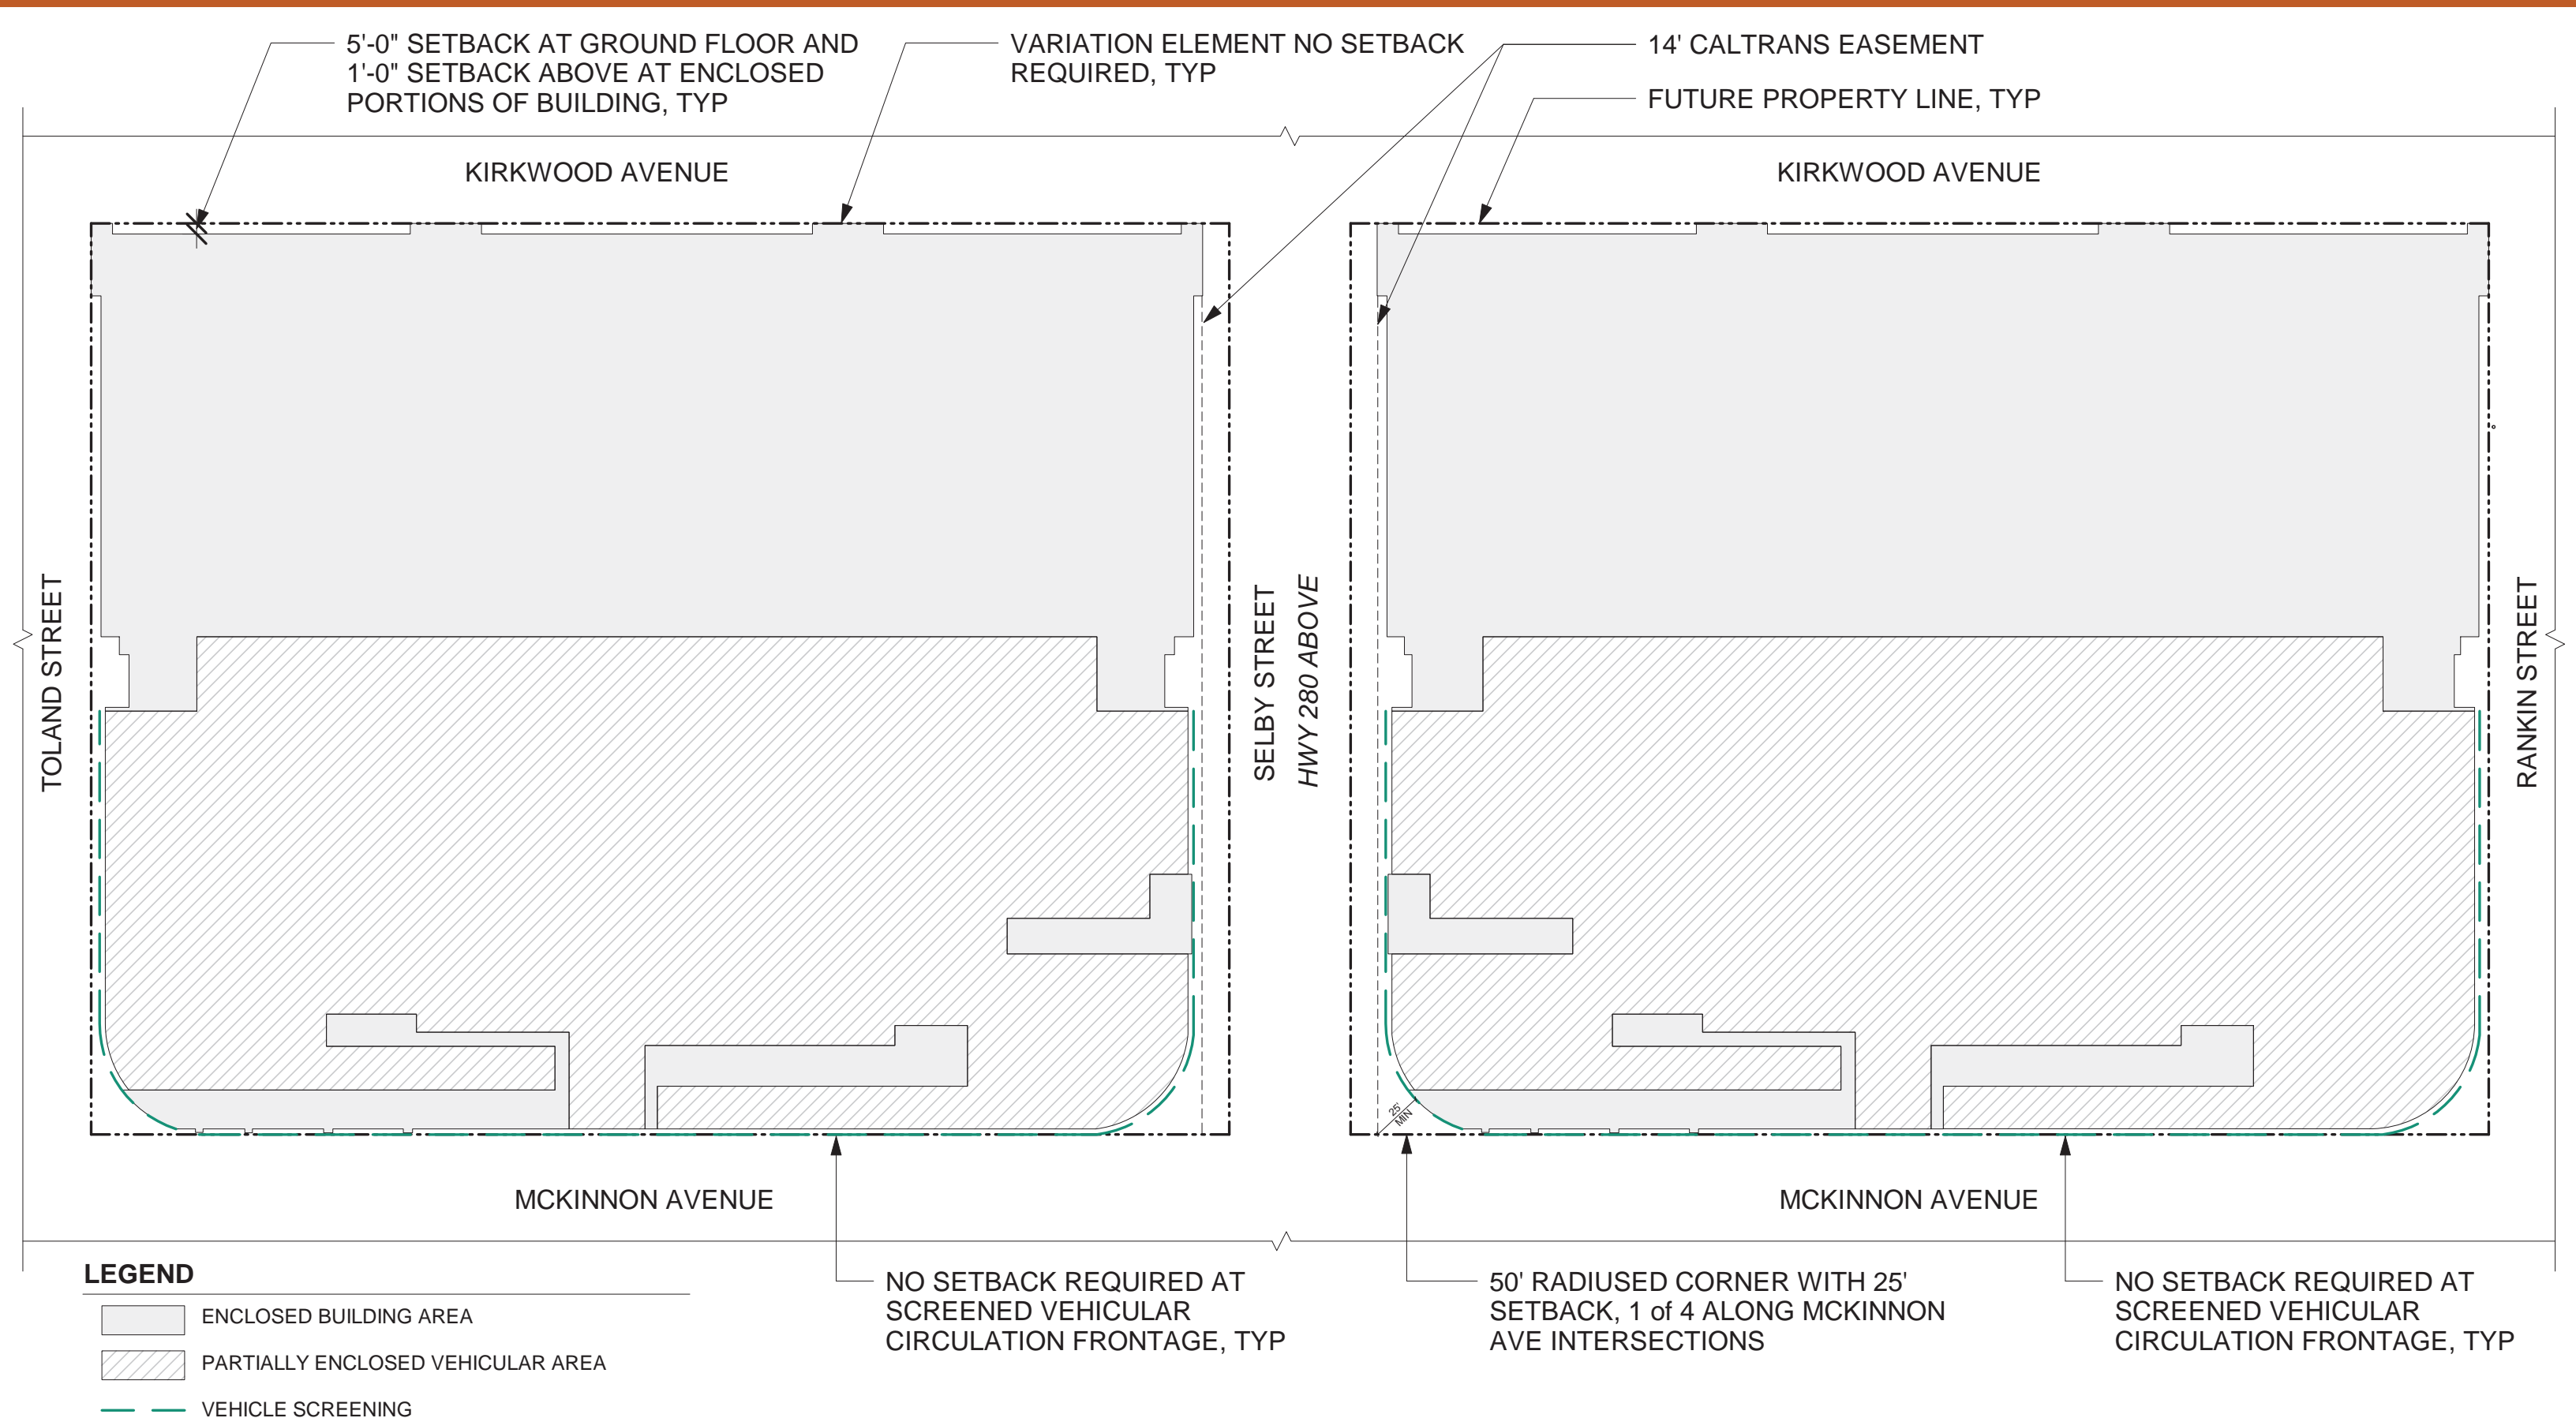 5'-0" SETBACK AT GROUND FLOOR AND
1'-0" SETBACK ABOVE AT ENCLOSED
PORTIONS OF BUILDING, TYP
VARIATION ELEMENT NO SETBACK
REQUIRED, TYP
14' CALTRANS EASEMENT
FUTURE PROPERTY LINE, TYP
KIRKWOOD AVENUE
KIRKWOOD AVENUE
TOLAND STREET
SELBY STREET
HWY 280 ABOVE
RANKIN STREET
25'
MIN
MCKINNON AVENUE
MCKINNON AVENUE
NO SETBACK REQUIRED AT
SCREENED VEHICULAR
CIRCULATION FRONTAGE, TYP
50' RADIUSED CORNER WITH 25'
SETBACK, 1 of 4 ALONG MCKINNON
AVE INTERSECTIONS
NO SETBACK REQUIRED AT
SCREENED VEHICULAR
CIRCULATION FRONTAGE, TYP
LEGEND
ENCLOSED BUILDING AREA
PARTIALLY ENCLOSED VEHICULAR AREA
VEHICLE SCREENING